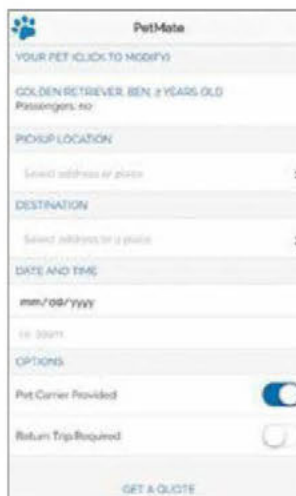 PetMate
YOUR PET (CLICK TO MODIFY)
GOLDEN RETRIEVER, BEN, 2 YEARS OLD
Passengers: no
PICKUP LOCATION
Select address or place
DESTINATION
Select address or a place
DATE AND TIME
mm/dd/yyyy
OPTIONS
Pet Carrier Provided
Return Trip Required
GET A QUOTE